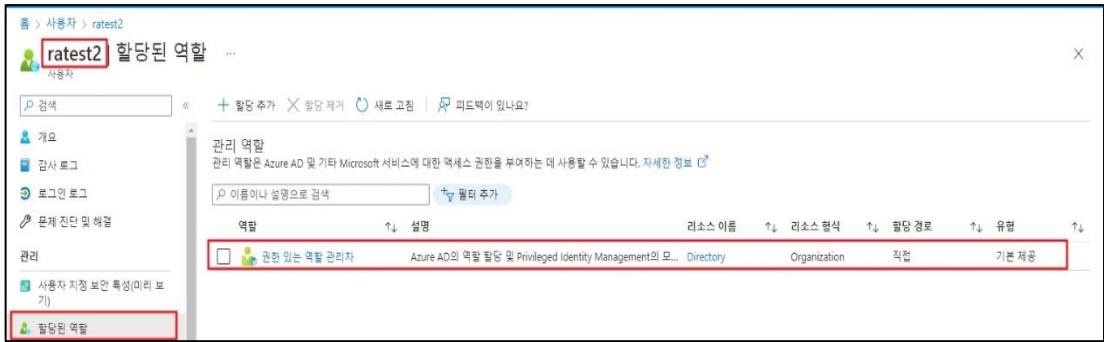 홈 > 사용자 > ratest2
ratest2 | 할당된 역할 ...
사용자
검색 «
+ 할당 추가 × 할당 제거 새로 고침 | 피드백이 있나요?
개요
감사 로그
로그인 로그
문제 진단 및 해결
관리
사용자 지정 보안 특성(미리 보
기)
할당된 역할
관리 역할
관리 역할은 Azure AD 및 기타 Microsoft 서비스에 대한 액세스 권한을 부여하는 데 사용할 수 있습니다. 자세한 정보
이름이나 설명으로 검색 필터 추가
역할 ↑↓ 설명 리소스 이름 ↑↓ 리소스 형식 ↑↓ 할당 경로 ↑↓ 유형 ↑↓
권한 있는 역할 관리자 Azure AD의 역할 할당 및 Privileged Identity Management의 모... Directory Organization 직접 기본 제공